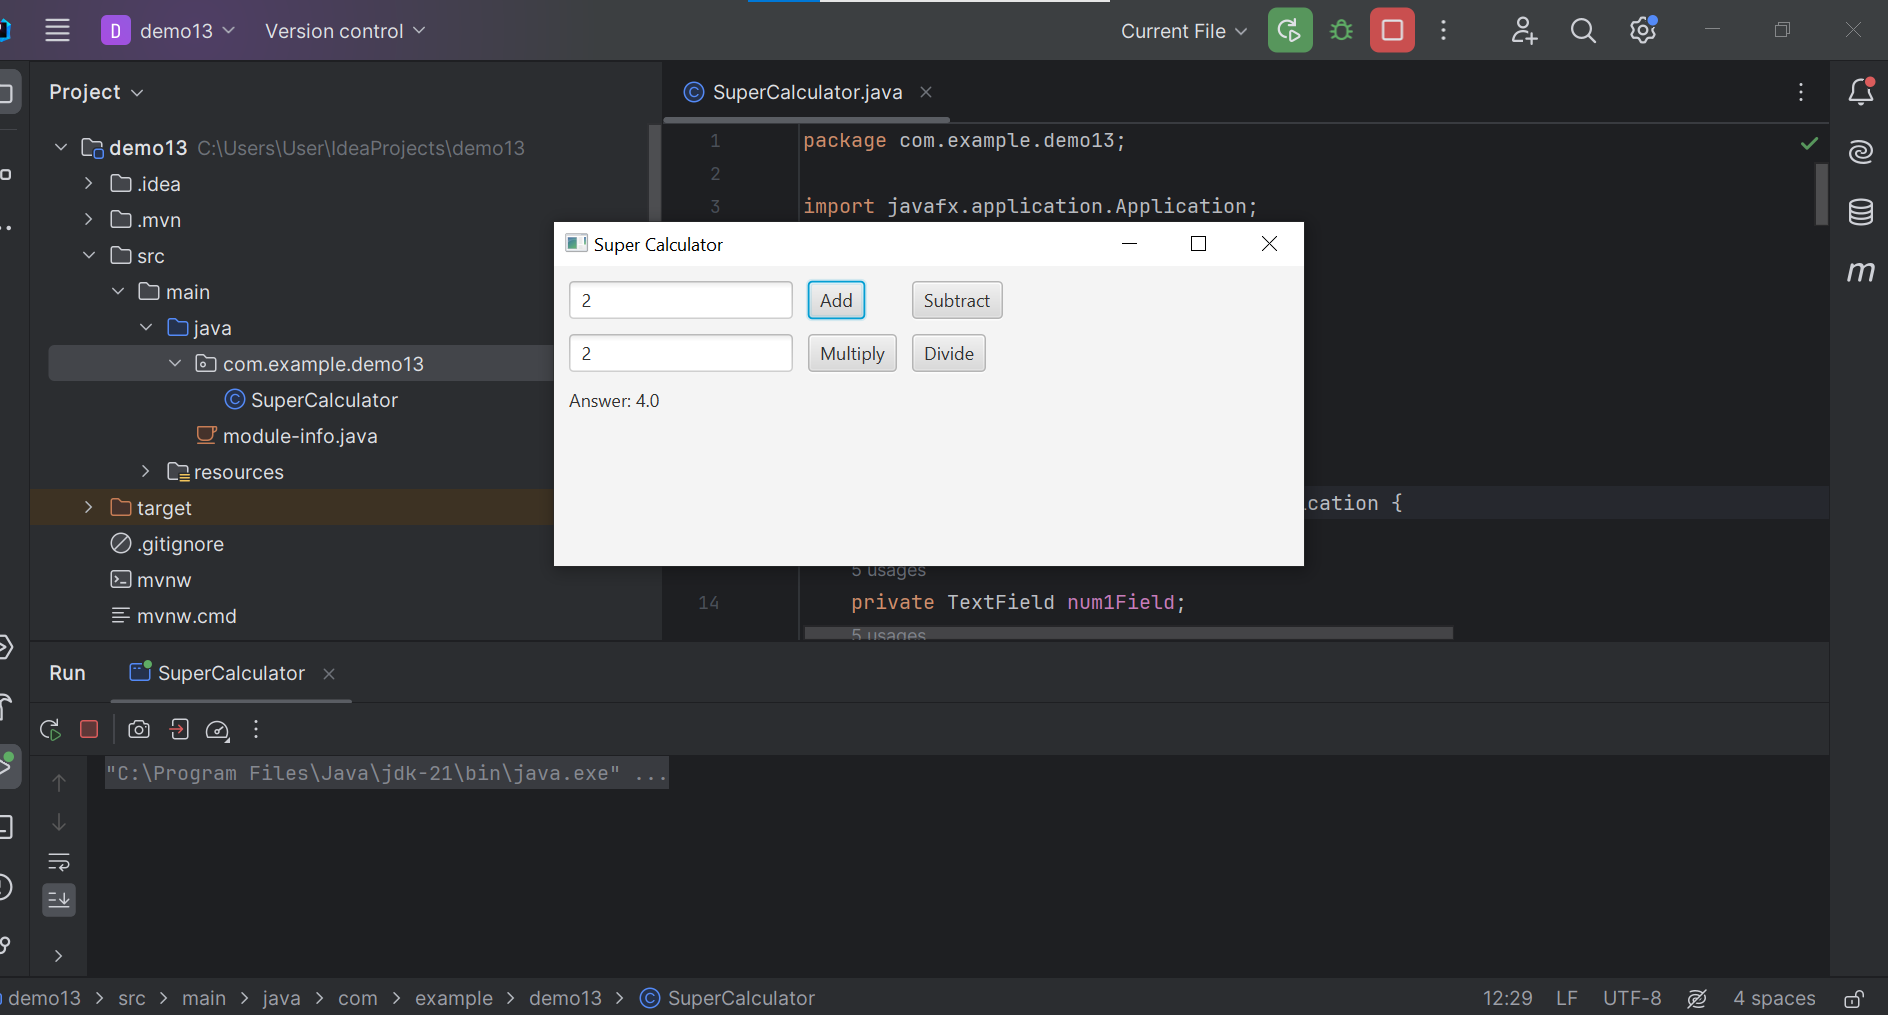 D demo13 Version control Current File
Project
SuperCalculator.java
demo13 C:\Users\User\IdeaProjects\demo13
.idea
.mvn
src
main
java
com.example.demo13
SuperCalculator
module-info.java
resources
target
.gitignore
mvnw
mvnw.cmd
1 package com.example.demo13;
2
3 import javafx.application.Application;
cation {
5 usages
14 private TextField num1Field;
5 usages
Super Calculator
2 Add Subtract
2 Multiply Divide
Answer: 4.0
m
Run SuperCalculator
"C:\Program Files\Java\jdk-21\bin\java.exe" ...
demo13 > src > main > java > com > example > demo13 > SuperCalculator 12:29 LF UTF-8 4 spaces